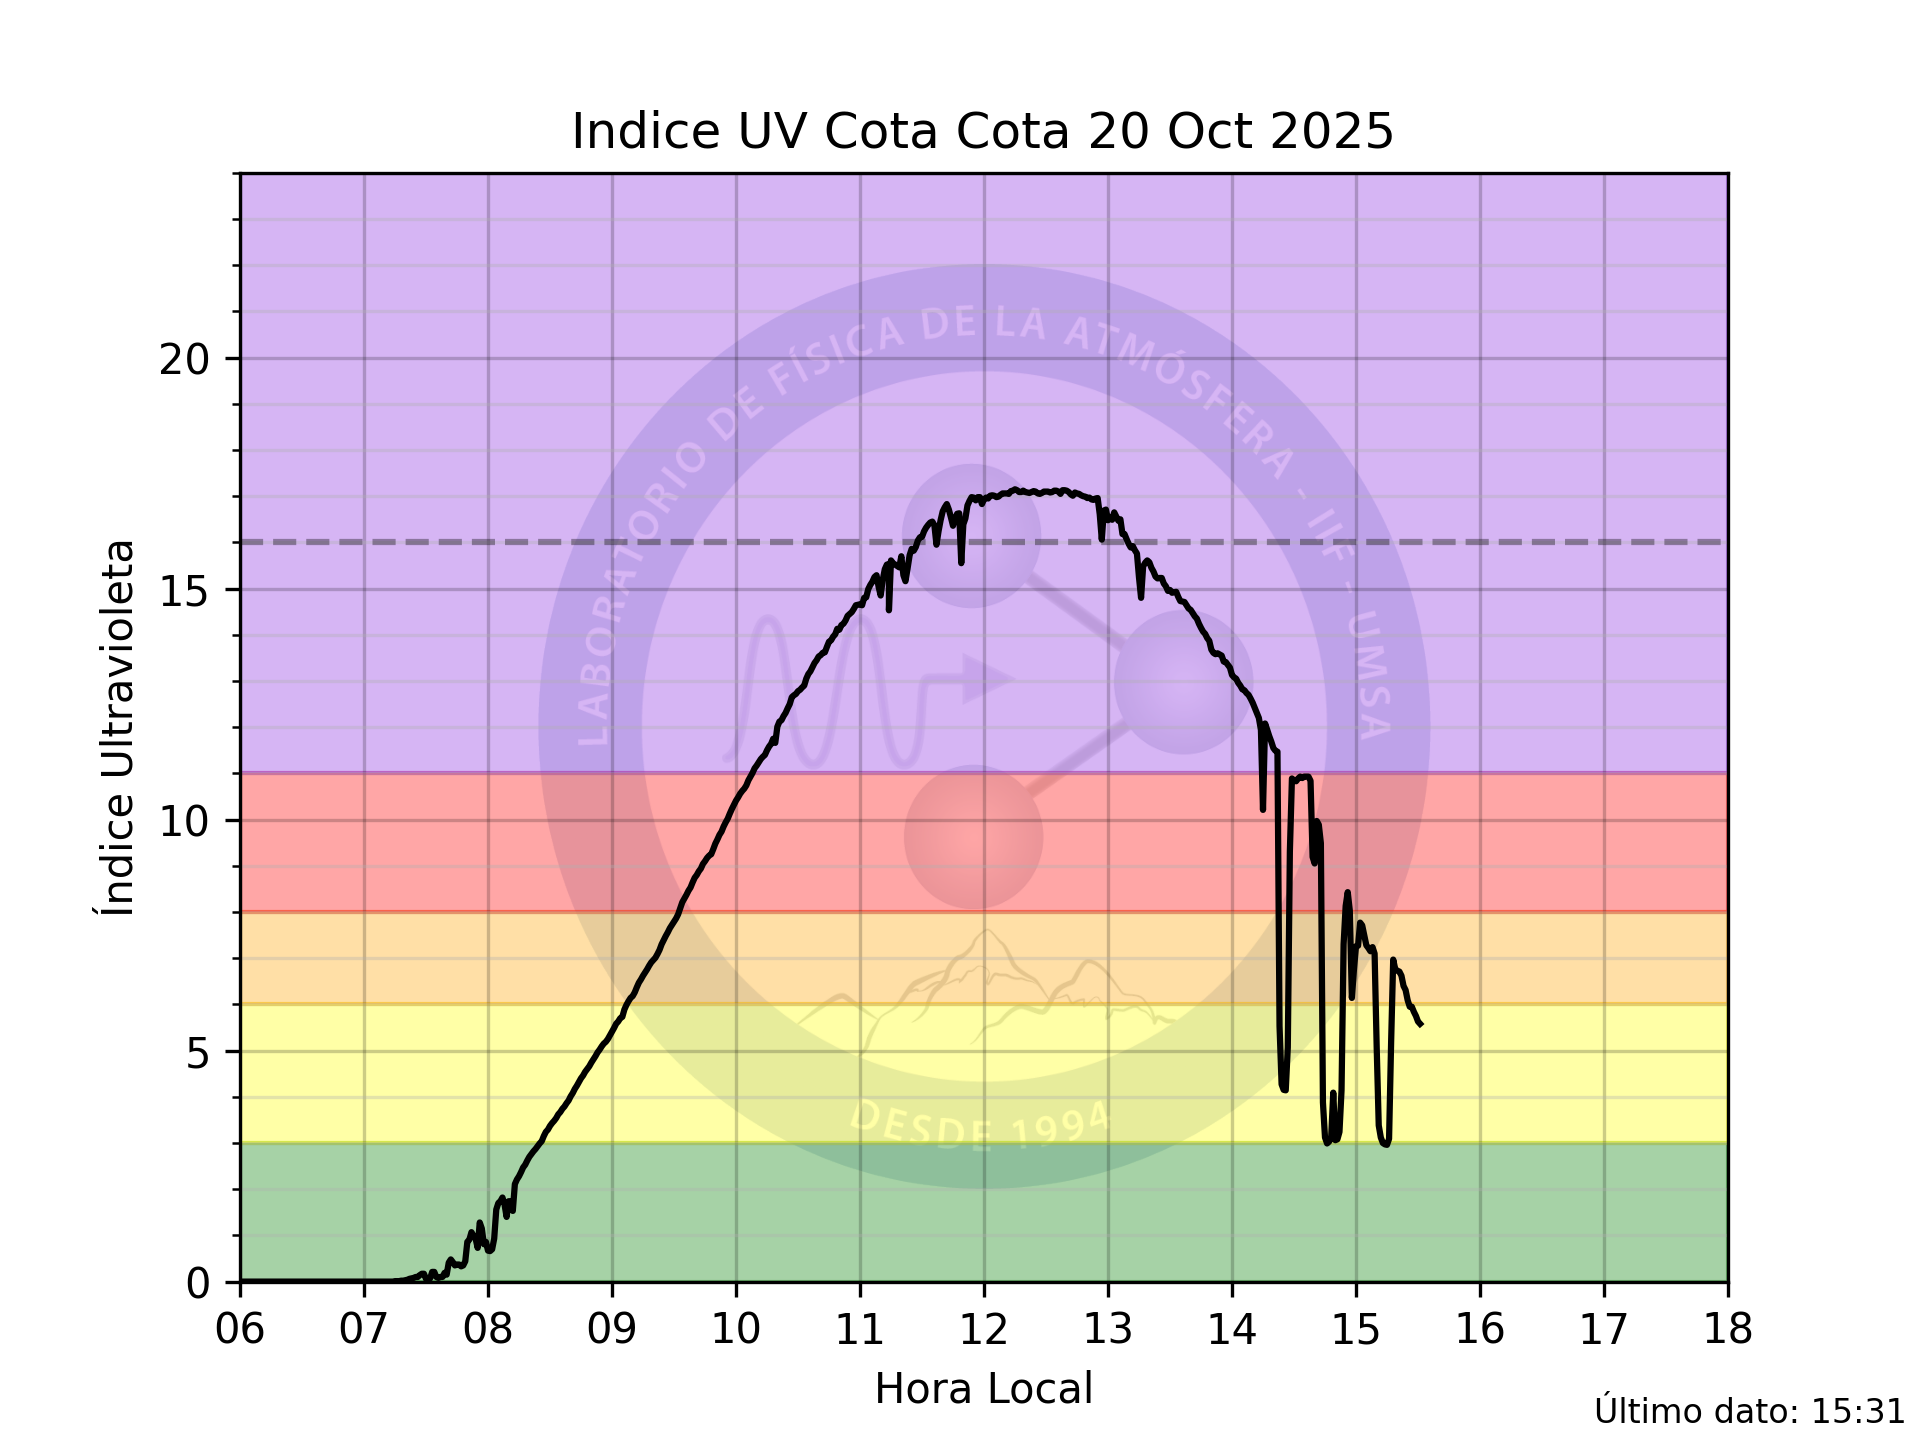 Indice UV Cota Cota 20 Oct 2025
LABORATORIO DE FÍSICA DE LA ATMÓSFERA - IIF - UMSA
DESDE 1994
Índice Ultravioleta
20
15
10
5
0
06 07 08 09 10 11 12 13 14 15 16 17 18
Hora Local
Último dato: 15:31